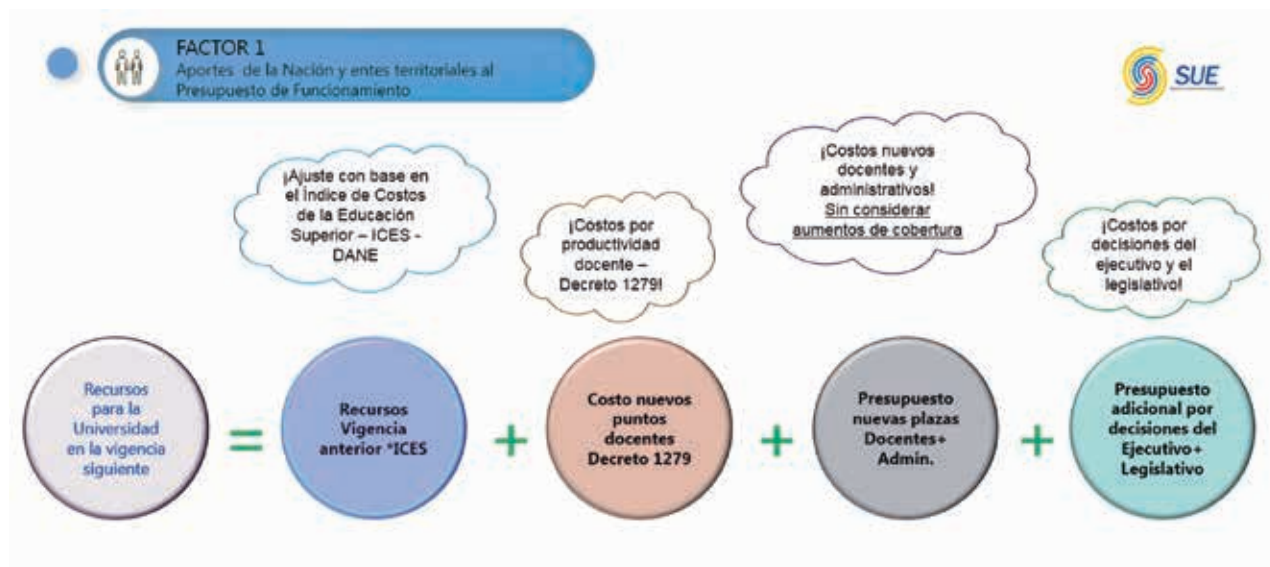 FACTOR 1
Aportes de la Nación y entes territoriales al
Presupuesto de Funcionamiento
SUE
¡Ajuste con base en
el Índice de Costos
de la Educación
Superior – ICES -
DANE
¡Costos por
productividad
docente –
Decreto 1279!
¡Costos nuevos
docentes y
administrativos!
Sin considerar
aumentos de cobertura
¡Costos por
decisiones del
ejecutivo y el
legislativo!
Recursos
para la
Universidad
en la vigencia
siguiente
=
Recursos
Vigencia
anterior *ICES
+
Costo nuevos
puntos
docentes
Decreto 1279
+
Presupuesto
nuevas plazas
Docentes+
Admin.
+
Presupuesto
adicional por
decisiones del
Ejecutivo+
Legislativo